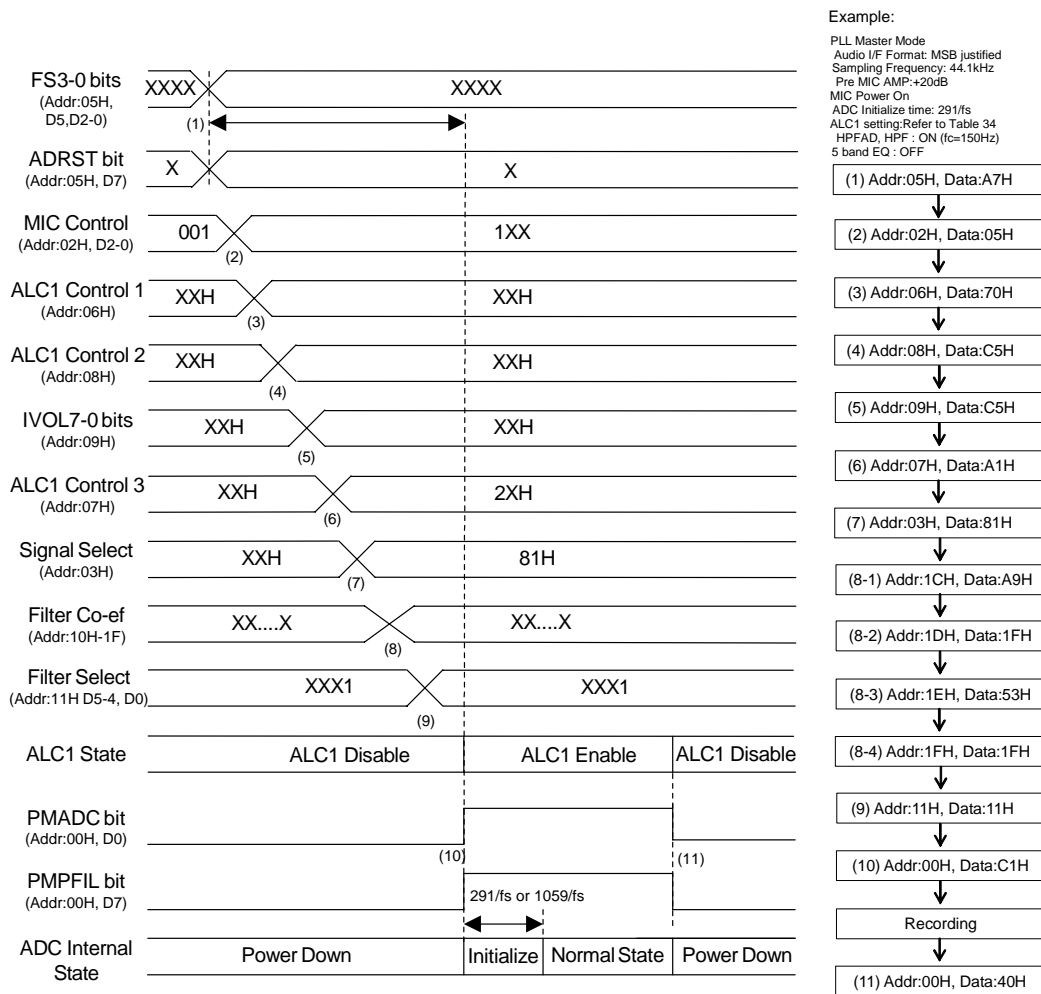 Example:
PLL Master Mode
Audio I/F Format: MSB justified
Sampling Frequency: 44.1kHz
Pre MIC AMP:+20dB
MIC Power On
ADC Initialize time: 291/fs
ALC1 setting:Refer to Table 34
HPFAD, HPF : ON (fc=150Hz)
5 band EQ : OFF
FS3-0 bits
(Addr:05H,
D5,D2-0)
XXXX
XXXX
(1)
ADRST bit
(Addr:05H, D7)
X
X
MIC Control
(Addr:02H, D2-0)
001
1XX
(2)
ALC1 Control 1
(Addr:06H)
XXH
XXH
(3)
ALC1 Control 2
(Addr:08H)
XXH
XXH
(4)
IVOL7-0 bits
(Addr:09H)
XXH
XXH
(5)
ALC1 Control 3
(Addr:07H)
XXH
2XH
(6)
Signal Select
(Addr:03H)
XXH
81H
(7)
Filter Co-ef
(Addr:10H-1F)
XX....X
XX....X
(8)
Filter Select
(Addr:11H D5-4, D0)
XXX1
XXX1
(9)
ALC1 State
ALC1 Disable
ALC1 Enable
ALC1 Disable
PMADC bit
(Addr:00H, D0)
(10)
(11)
PMPFIL bit
(Addr:00H, D7)
291/fs or 1059/fs
ADC Internal
State
Power Down
Initialize
Normal State
Power Down
(1) Addr:05H, Data:A7H
(2) Addr:02H, Data:05H
(3) Addr:06H, Data:70H
(4) Addr:08H, Data:C5H
(5) Addr:09H, Data:C5H
(6) Addr:07H, Data:A1H
(7) Addr:03H, Data:81H
(8-1) Addr:1CH, Data:A9H
(8-2) Addr:1DH, Data:1FH
(8-3) Addr:1EH, Data:53H
(8-4) Addr:1FH, Data:1FH
(9) Addr:11H, Data:11H
(10) Addr:00H, Data:C1H
Recording
(11) Addr:00H, Data:40H